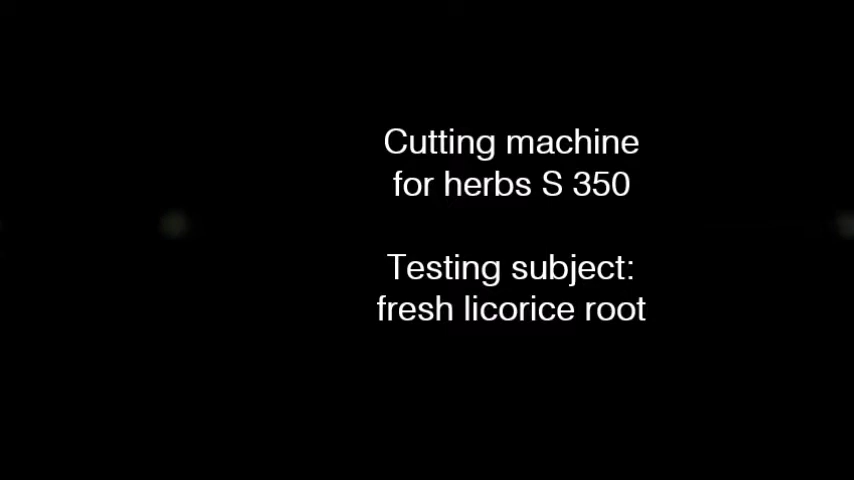 Cutting machine
for herbs S 350
Testing subject:
fresh licorice root